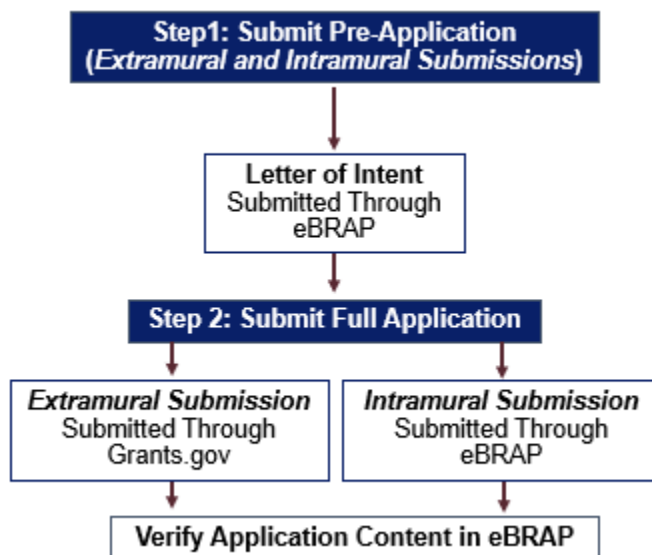 Step1: Submit Pre-Application
(Extramural and Intramural Submissions)
Letter of Intent
Submitted Through
eBRAP
Step 2: Submit Full Application
Extramural Submission
Submitted Through
Grants.gov
Intramural Submission
Submitted Through
eBRAP
Verify Application Content in eBRAP